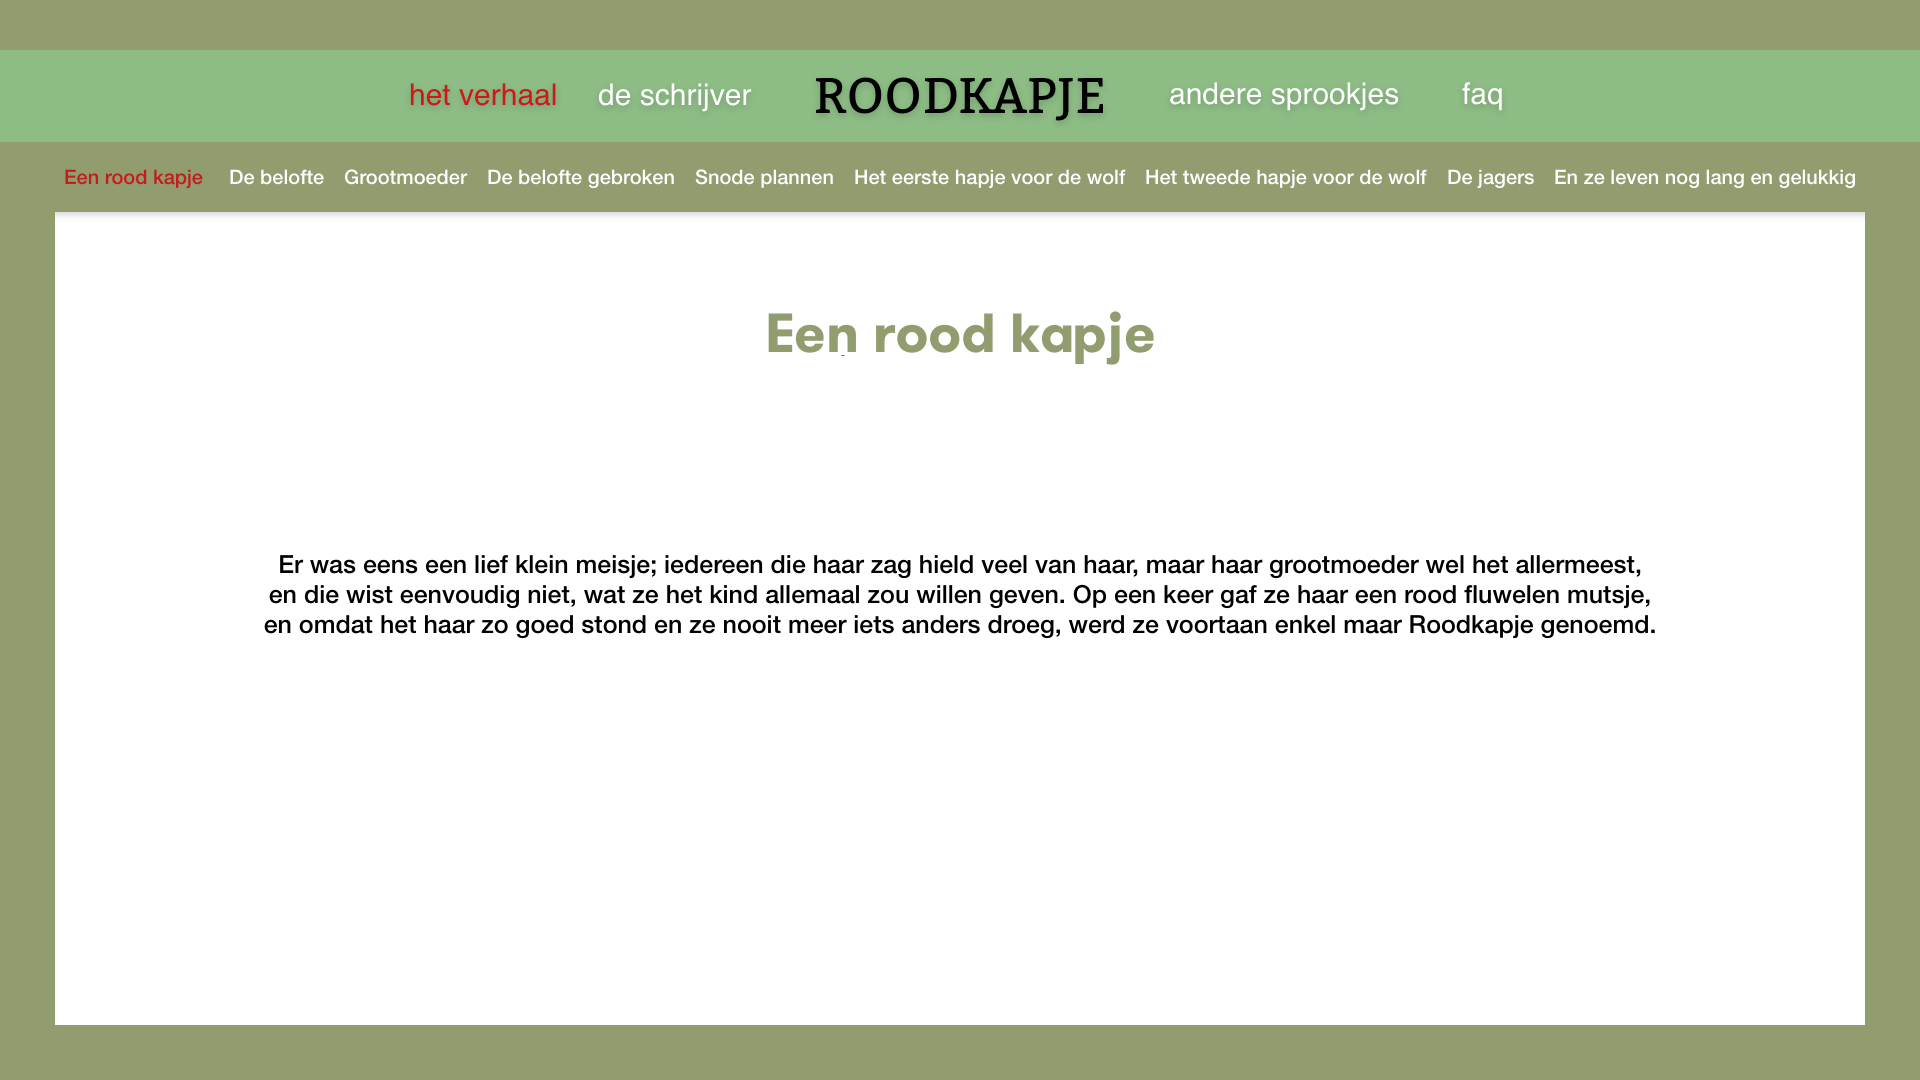 het verhaal de schrijver ROODKAPJE andere sprookjes faq
Een rood kapje De belofte Grootmoeder De belofte gebroken Snode plannen Het eerste hapje voor de wolf Het tweede hapje voor de wolf De jagers En ze leven nog lang en gelukkig
Een rood kapje
Er was eens een lief klein meisje; iedereen die haar zag hield veel van haar, maar haar grootmoeder wel het allermeest,
en die wist eenvoudig niet, wat ze het kind allemaal zou willen geven. Op een keer gaf ze haar een rood fluwelen mutsje,
en omdat het haar zo goed stond en ze nooit meer iets anders droeg, werd ze voortaan enkel maar Roodkapje genoemd.